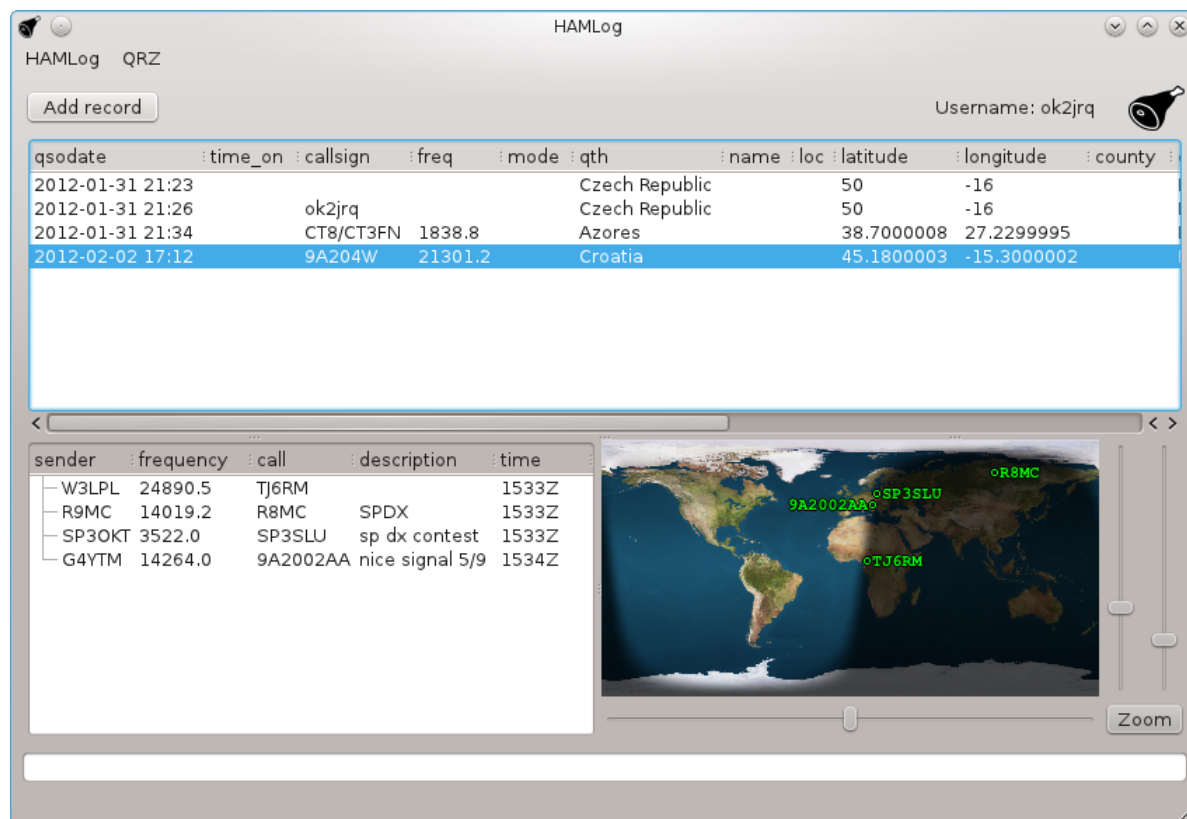 HAMLog
HAMLog QRZ
Add record Username: ok2jrq
qsodate time_on callsign freq mode qth name loc latitude longitude county
2012-01-31 21:23 Czech Republic 50 -16
2012-01-31 21:26 ok2jrq Czech Republic 50 -16
2012-01-31 21:34 CT8/CT3FN 1838.8 Azores 38.7000008 27.2299995
2012-02-02 17:12 9A204W 21301.2 Croatia 45.1800003 -15.3000002
sender frequency call description time
W3LPL 24890.5 TJ6RM 1533Z
R9MC 14019.2 R8MC SPDX 1533Z
SP3OKT 3522.0 SP3SLU sp dx contest 1533Z
G4YTM 14264.0 9A2002AA nice signal 5/9 1534Z
R8MC
SP3SLU
9A2002AA
TJ6RM
Zoom